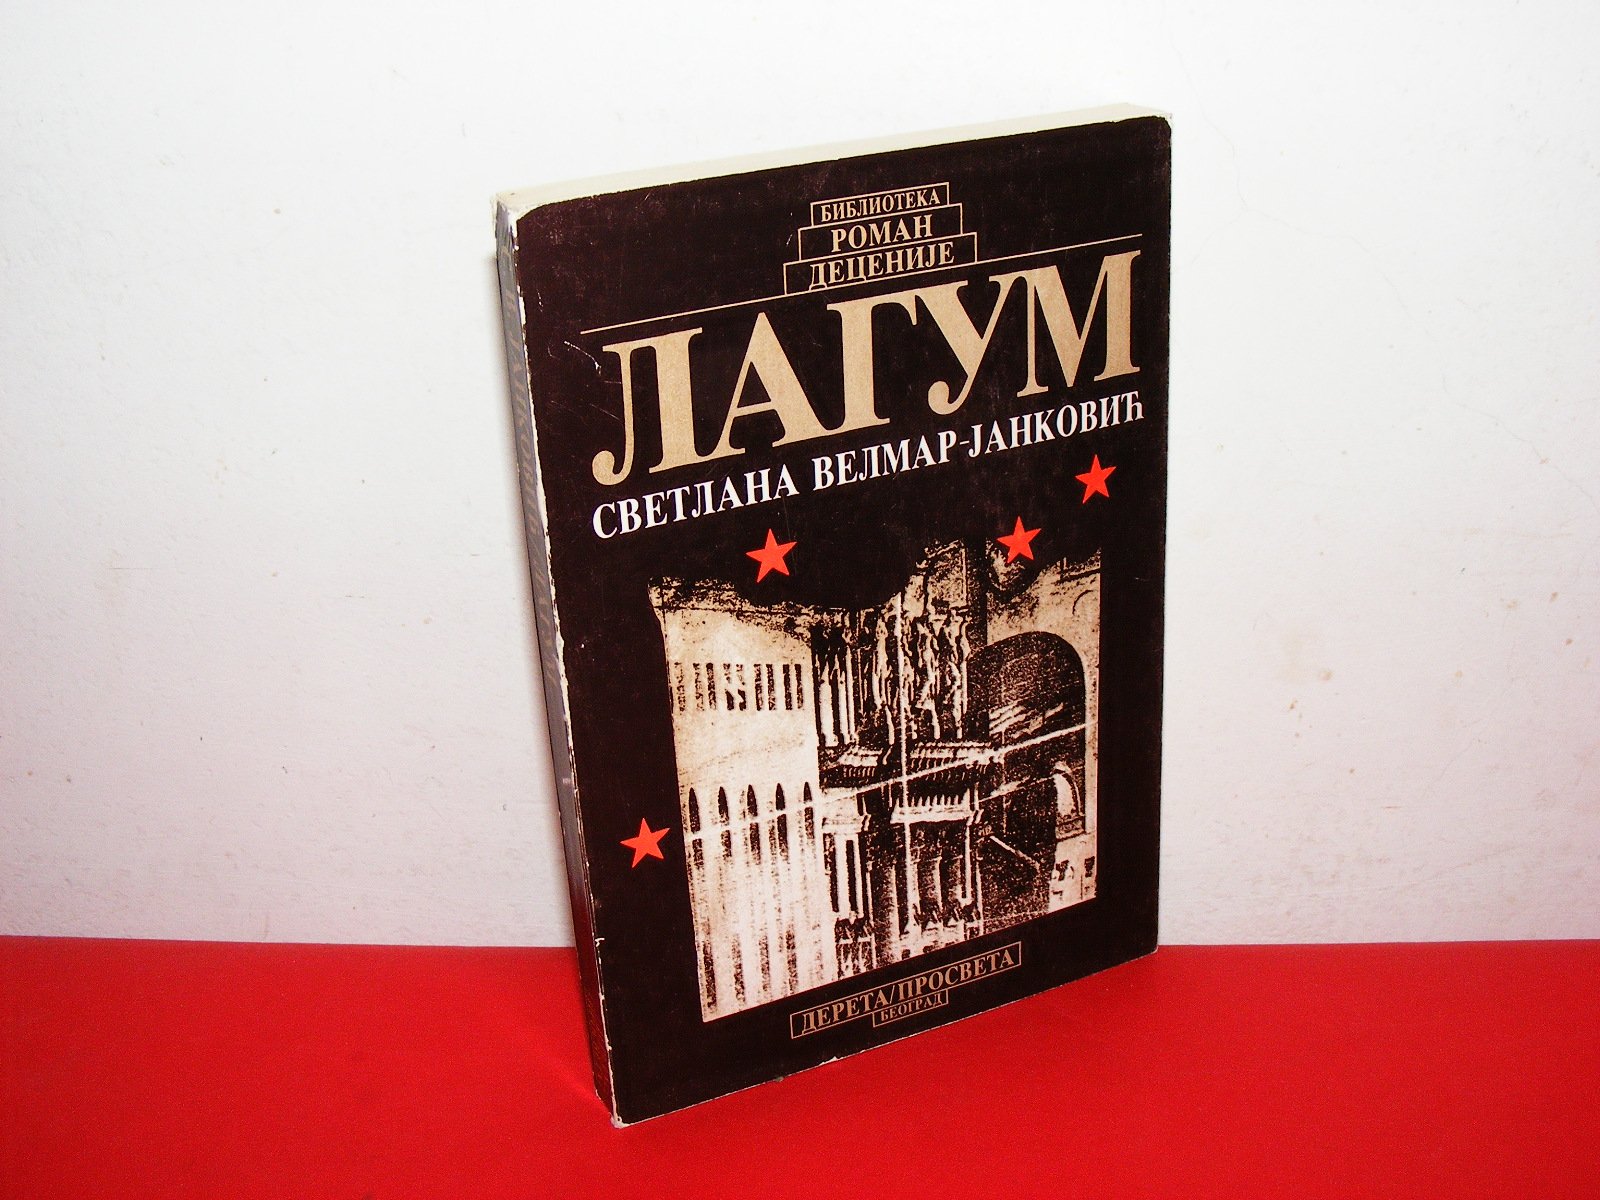 БИБЛИОТЕКА
РОМАН
ДЕЦЕНИЈЕ
ЛАГУМ
СВЕТЛАНА ВЕЛМАР-ЈАНКОВИЋ
ДЕРЕТА/ПРОСВЕТА
БЕОГРАД